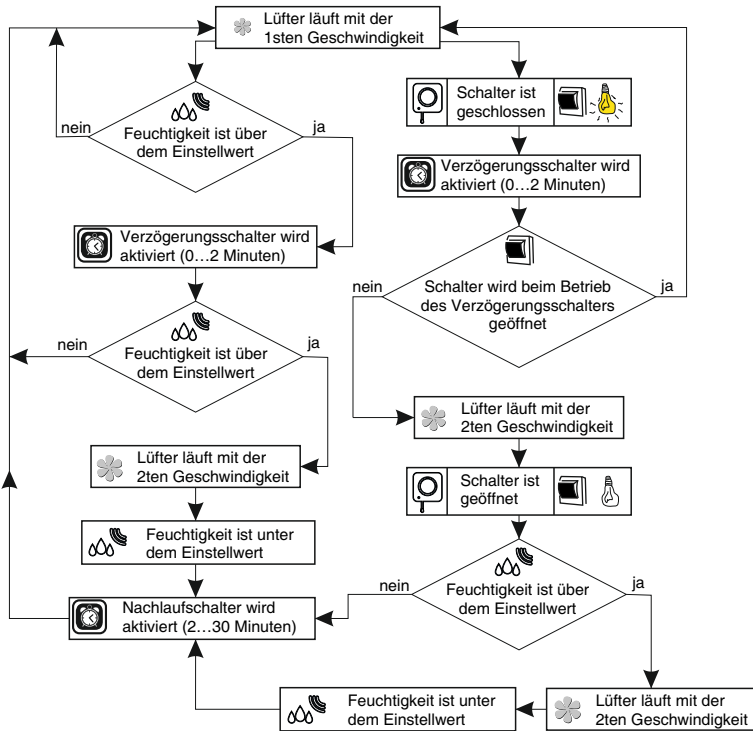 Lüfter läuft mit der
1sten Geschwindigkeit
Schalter ist
geschlossen
nein
Feuchtigkeit ist über
dem Einstellwert
ja
Verzögerungsschalter wird
aktiviert (0...2 Minuten)
Verzögerungsschalter wird
aktiviert (0...2 Minuten)
nein
Schalter wird beim Betrieb
des Verzögerungsschalters
geöffnet
ja
nein
Feuchtigkeit ist über
dem Einstellwert
ja
Lüfter läuft mit der
2ten Geschwindigkeit
Lüfter läuft mit der
2ten Geschwindigkeit
Schalter ist
geöffnet
Feuchtigkeit ist unter
dem Einstellwert
nein
Feuchtigkeit ist über
dem Einstellwert
ja
Nachlaufschalter wird
aktiviert (2...30 Minuten)
Feuchtigkeit ist unter
dem Einstellwert
Lüfter läuft mit der
2ten Geschwindigkeit